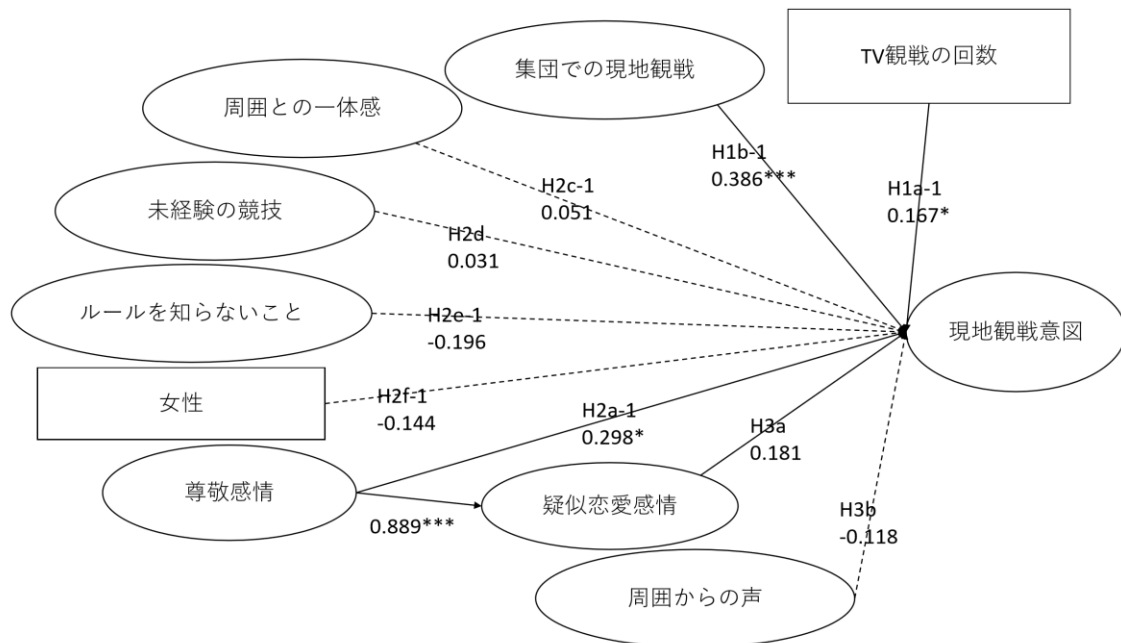 集団での現地観戦
TV観戦の回数
周囲との一体感
H1b-1
0.386***
H2c-1
0.051
H1a-1
0.167*
未経験の競技
H2d
0.031
ルールを知らないこと
H2e-1
-0.196
現地観戦意図
女性
H2f-1
-0.144
H2a-1
0.298*
H3a
0.181
尊敬感情
0.889***
疑似恋愛感情
H3b
-0.118
周囲からの声